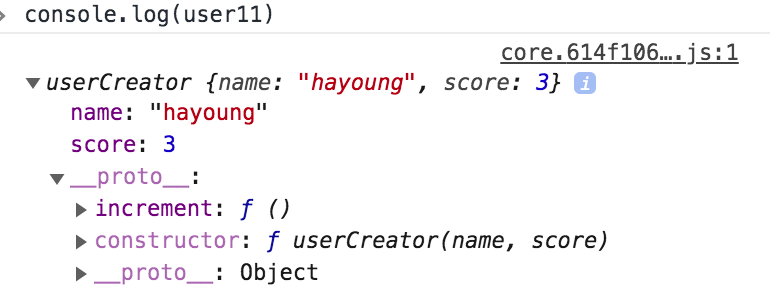 console.log(user11)
core.614f106….js:1
userCreator {name: "hayoung", score: 3} i
name: "hayoung"
score: 3
__proto__:
increment: ƒ ()
constructor: ƒ userCreator(name, score)
__proto__: Object